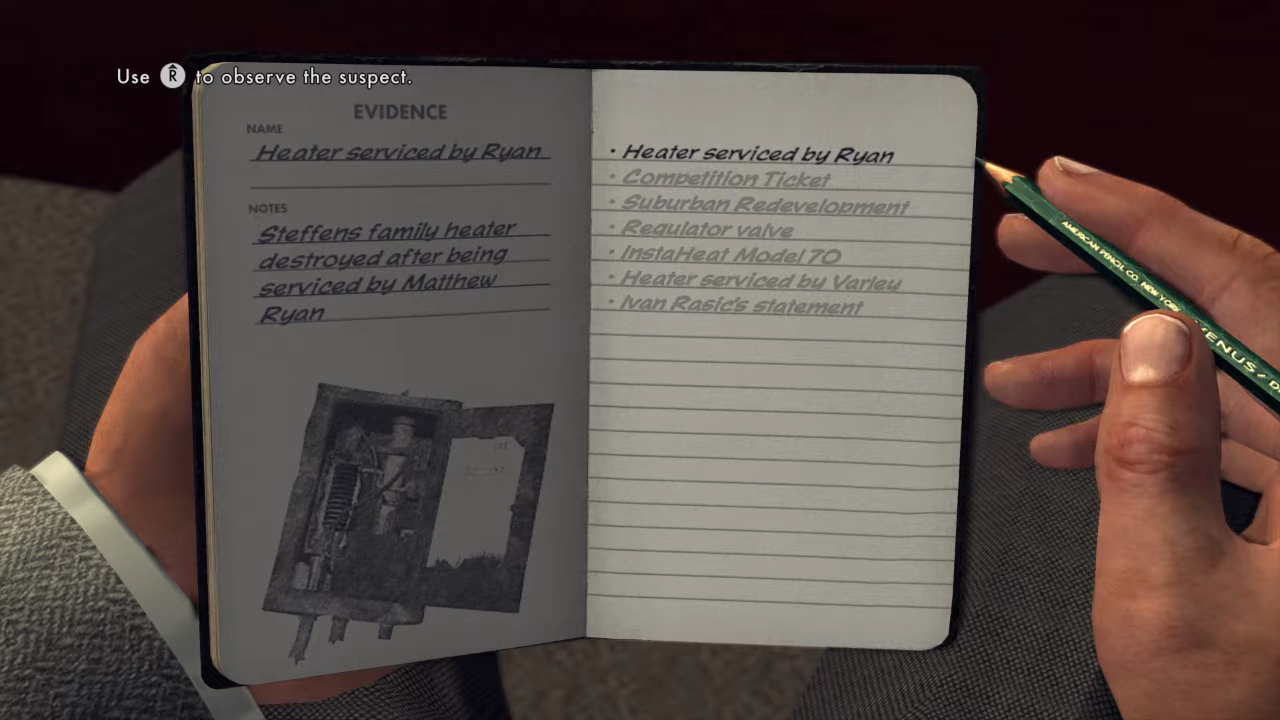 Use R to observe the suspect.
EVIDENCE
NAME
Heater serviced by Ryan
NOTES
Steffens family heater
destroyed after being
serviced by Matthew
Ryan
• Heater serviced by Ryan
• Competition Ticket
• Suburban Redevelopment
• Regulator valve
• InstaHeat Model 70
• Heater serviced by Varley
• Ivan Rasic's statement
AMERICAN PENCIL CO. NEW YORK
VENUS